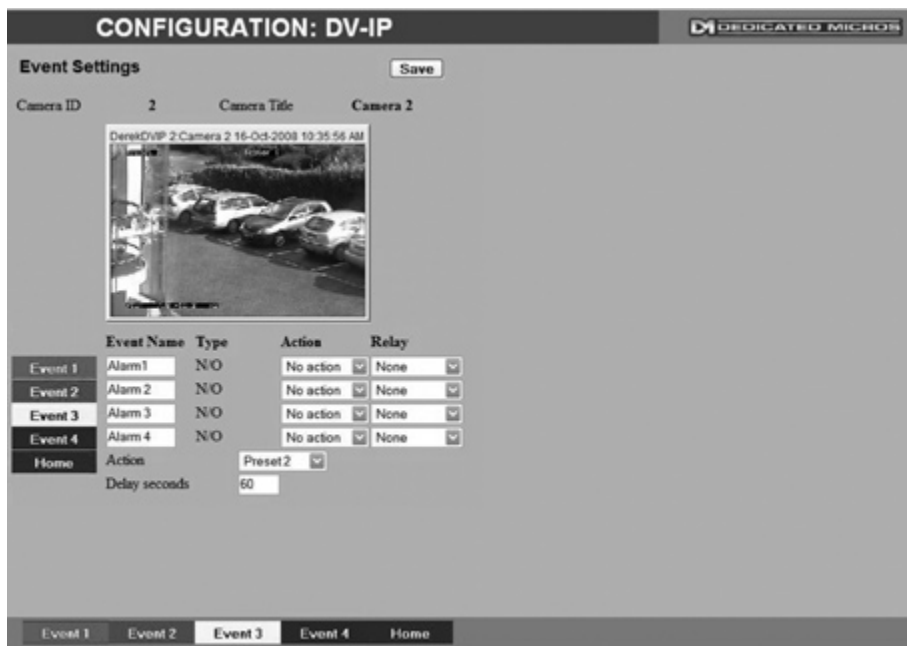 CONFIGURATION: DV-IP
DEDICATED MICROS
Event Settings
Save
Camera ID 2 Camera Title Camera 2
DerekDVIP 2:Camera 2 16-Oct-2008 10:35:56 AM
Event Name Type Action Relay
Event 1 Alarm1 N/O No action None
Event 2 Alarm 2 N/O No action None
Event 3 Alarm 3 N/O No action None
Event 4 Alarm 4 N/O No action None
Home Action Preset2
Delay seconds 60
Event 1 Event 2 Event 3 Event 4 Home